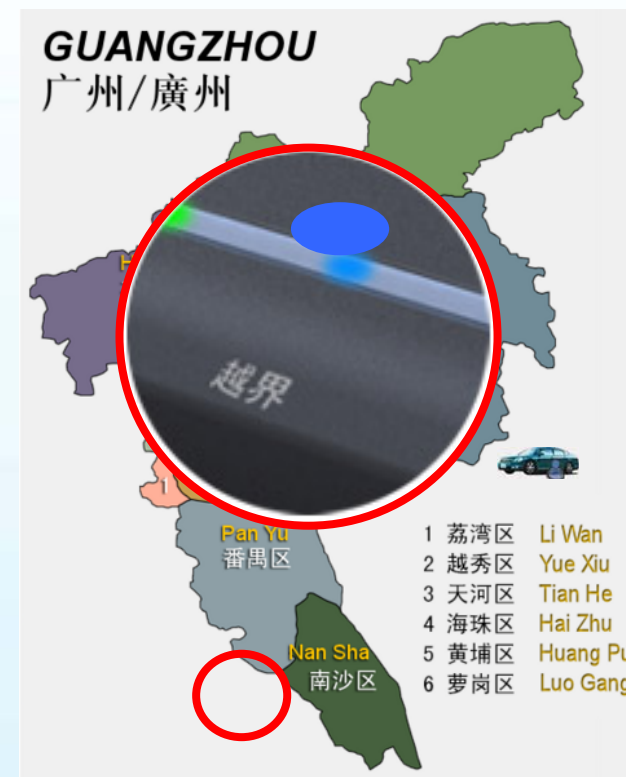 GUANGZHOU
广州/廣州
H
越界
1
Pan Yu
番禺区
Nan Sha
南沙区
1 荔湾区 Li Wan
2 越秀区 Yue Xiu
3 天河区 Tian He
4 海珠区 Hai Zhu
5 黄埔区 Huang Pu
6 萝岗区 Luo Gang